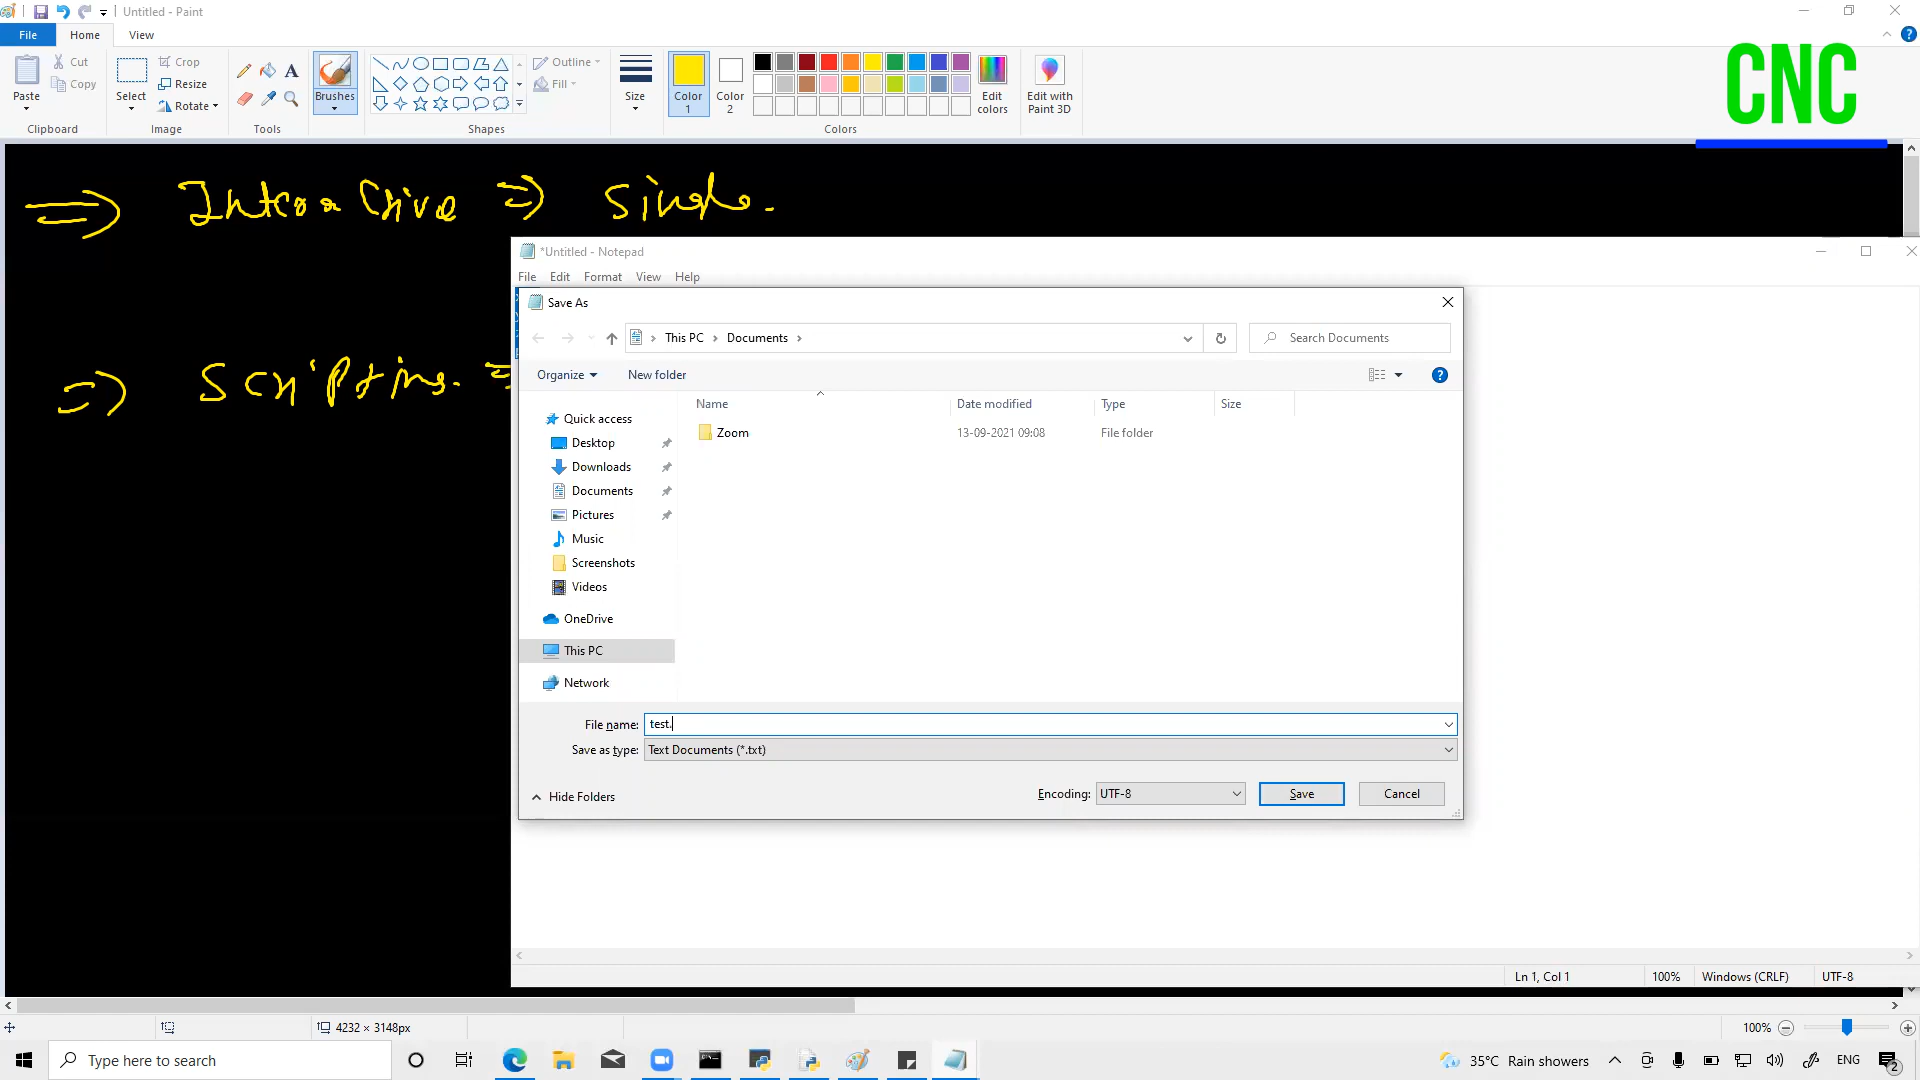 Untitled - Paint
File Home View
Paste
Cut
Copy
Clipboard
Select
Crop
Resize
Rotate
Image
Tools
Brushes
Shapes
Outline
Fill
Size
Color 1
Color 2
Colors
Edit colors
Edit with Paint 3D
CNC
=> Interactive => Single.
=> Scripting. =
*Untitled - Notepad
File Edit Format View Help
Save As
This PC > Documents >
Search Documents
Organize New folder
Name Date modified Type Size
Zoom 13-09-2021 09:08 File folder
Quick access
Desktop
Downloads
Documents
Pictures
Music
Screenshots
Videos
OneDrive
This PC
Network
File name: test.
Save as type: Text Documents (*.txt)
Hide Folders
Encoding: UTF-8 Save Cancel
Ln 1, Col 1 100% Windows (CRLF) UTF-8
4232 × 3148px 100%
Type here to search
35°C Rain showers ENG 2